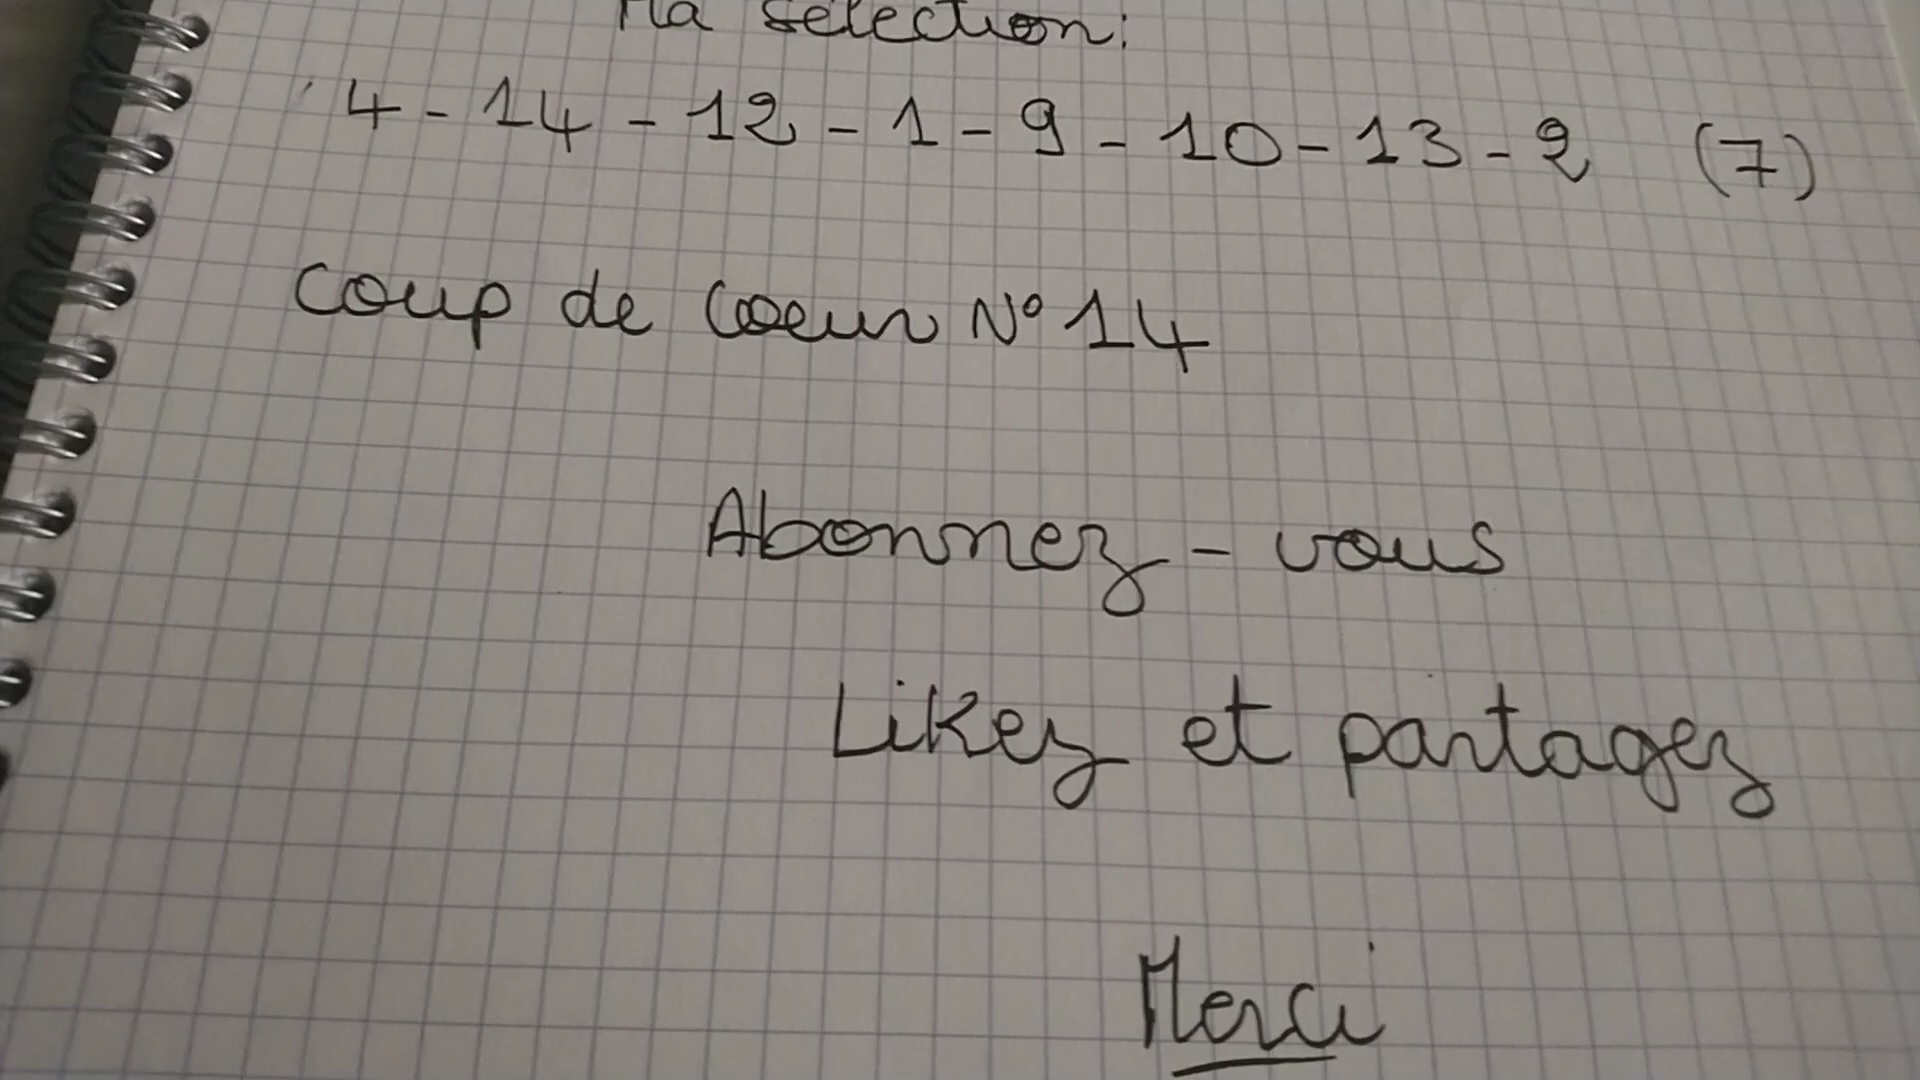 Ma selection:
4 - 14 - 12 - 1 - 9 - 10 - 13 - 2 (7)
Coup de Coeur N° 14
Abonnez - vous
Likez et partagez
Merci